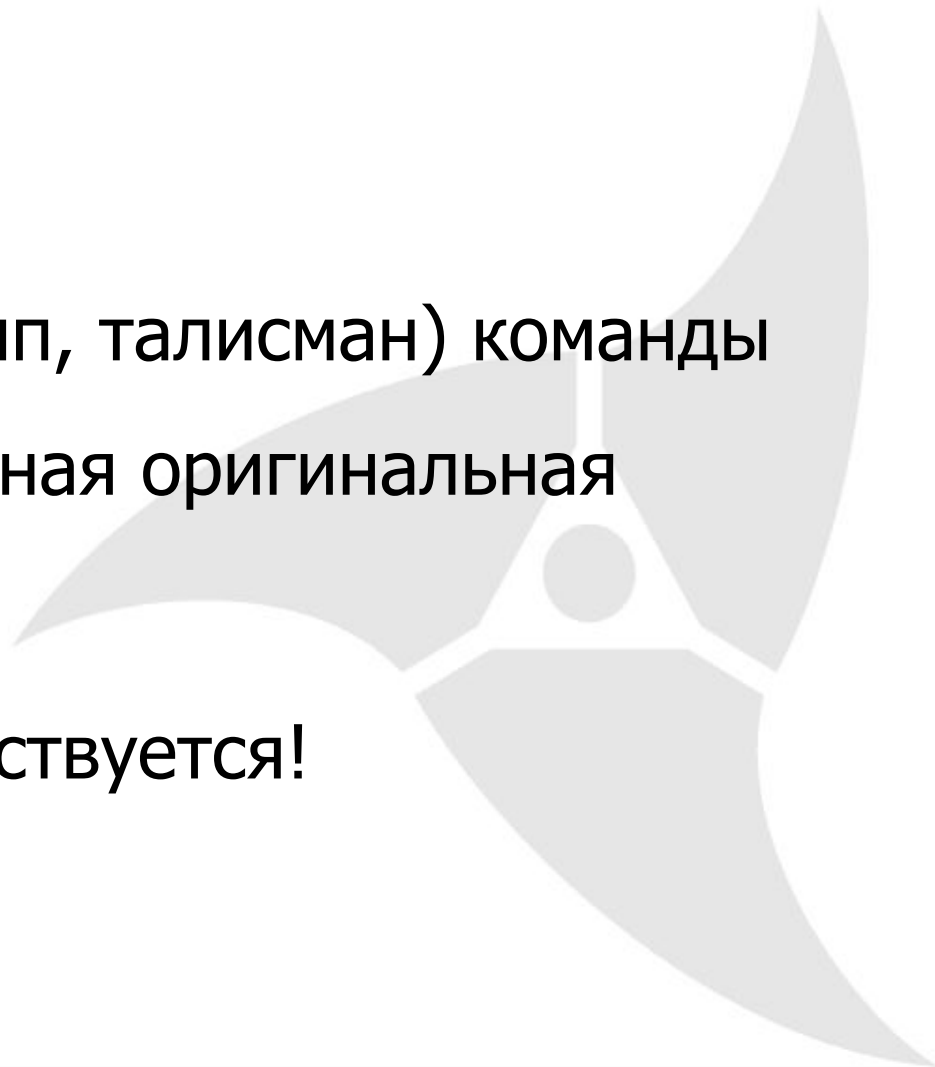 ип, талисман) команды
ная оригинальная
ствуется!